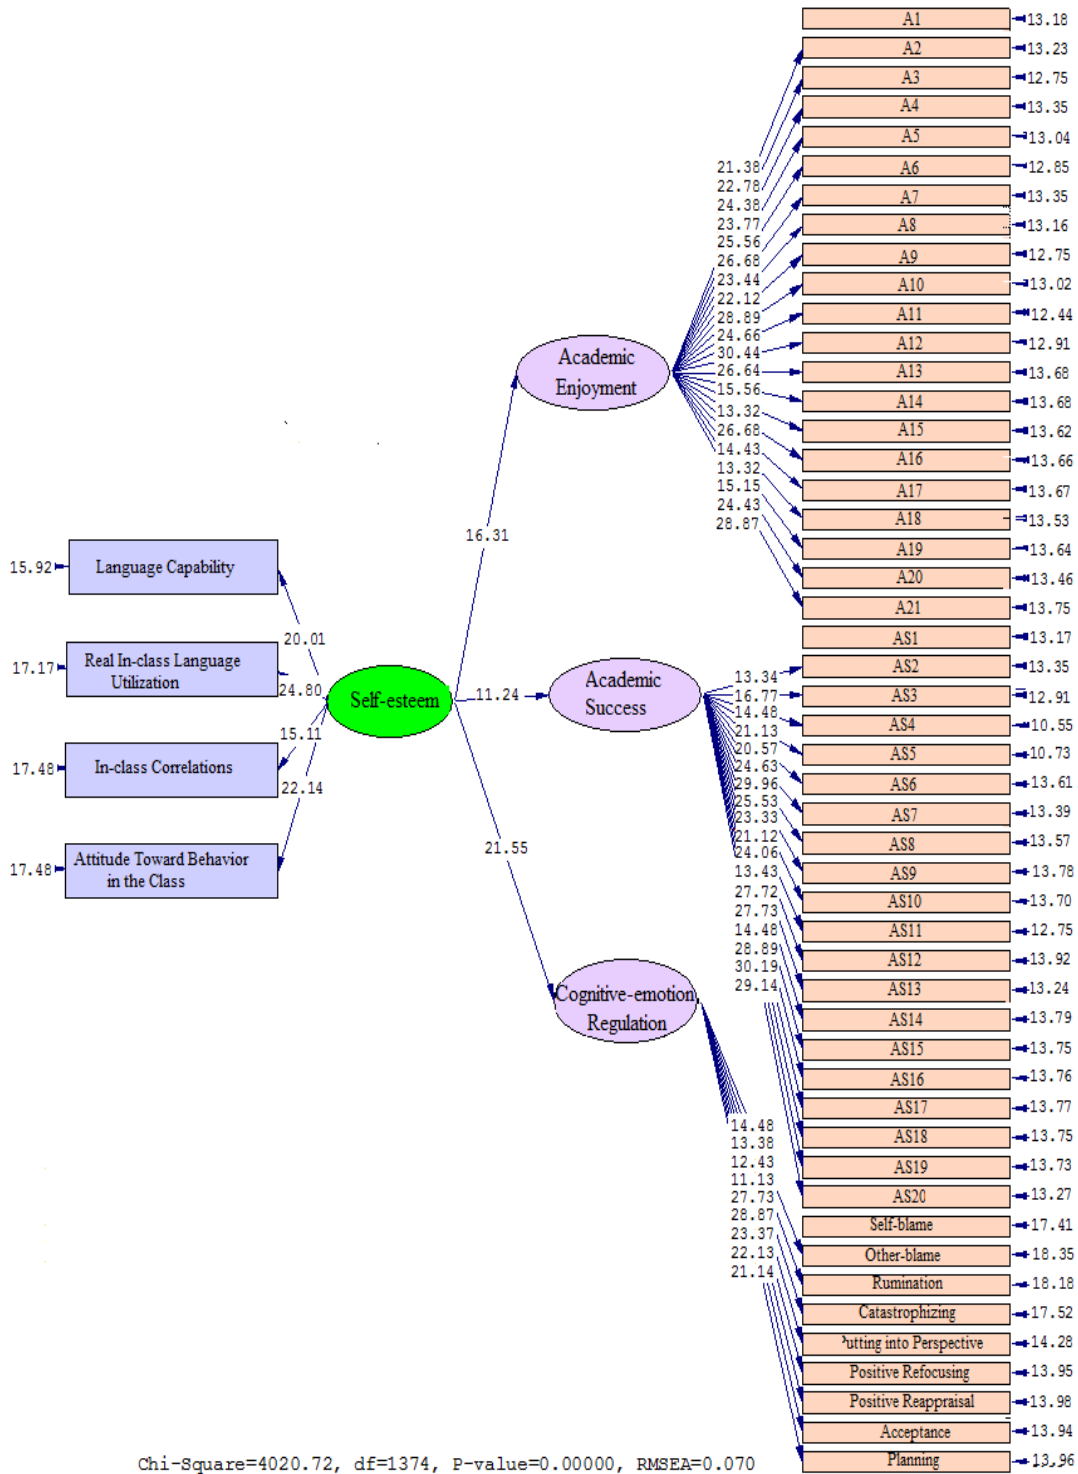 A1
13.18
A2
13.23
A3
12.75
A4
13.35
A5
13.04
A6
12.85
A7
13.35
A8
13.16
A9
12.75
A10
13.02
A11
12.44
A12
12.91
A13
13.68
A14
13.68
A15
13.62
A16
13.66
A17
13.67
A18
13.53
A19
13.64
A20
13.46
A21
13.75
21.38
22.78
24.38
23.77
25.56
26.68
23.44
22.12
28.89
24.66
30.44
26.64
15.56
13.32
26.68
14.43
13.32
15.15
24.43
28.87
Academic
Enjoyment
16.31
15.92
Language Capability
20.01
17.17
Real In-class Language
Utilization
24.80
17.48
In-class Correlations
15.11
17.48
Attitude Toward Behavior
in the Class
22.14
Self-esteem
11.24
Academic
Success
21.55
Cognitive-emotion
Regulation
13.34
16.77
14.48
21.13
20.57
24.63
29.96
25.53
23.33
21.12
24.06
13.43
27.72
27.73
14.48
28.89
30.19
29.14
AS1
13.17
AS2
13.35
AS3
12.91
AS4
10.55
AS5
10.73
AS6
13.61
AS7
13.39
AS8
13.57
AS9
13.78
AS10
13.70
AS11
12.75
AS12
13.92
AS13
13.24
AS14
13.79
AS15
13.75
AS16
13.76
AS17
13.77
AS18
13.75
AS19
13.73
AS20
13.27
14.48
13.38
12.43
11.13
27.73
28.87
23.37
22.13
21.14
Self-blame
17.41
Other-blame
18.35
Rumination
18.18
Catastrophizing
17.52
utting into Perspective
14.28
Positive Refocusing
13.95
Positive Reappraisal
13.98
Acceptance
13.94
Planning
13.96
Chi-Square=4020.72, df=1374, P-value=0.00000, RMSEA=0.070